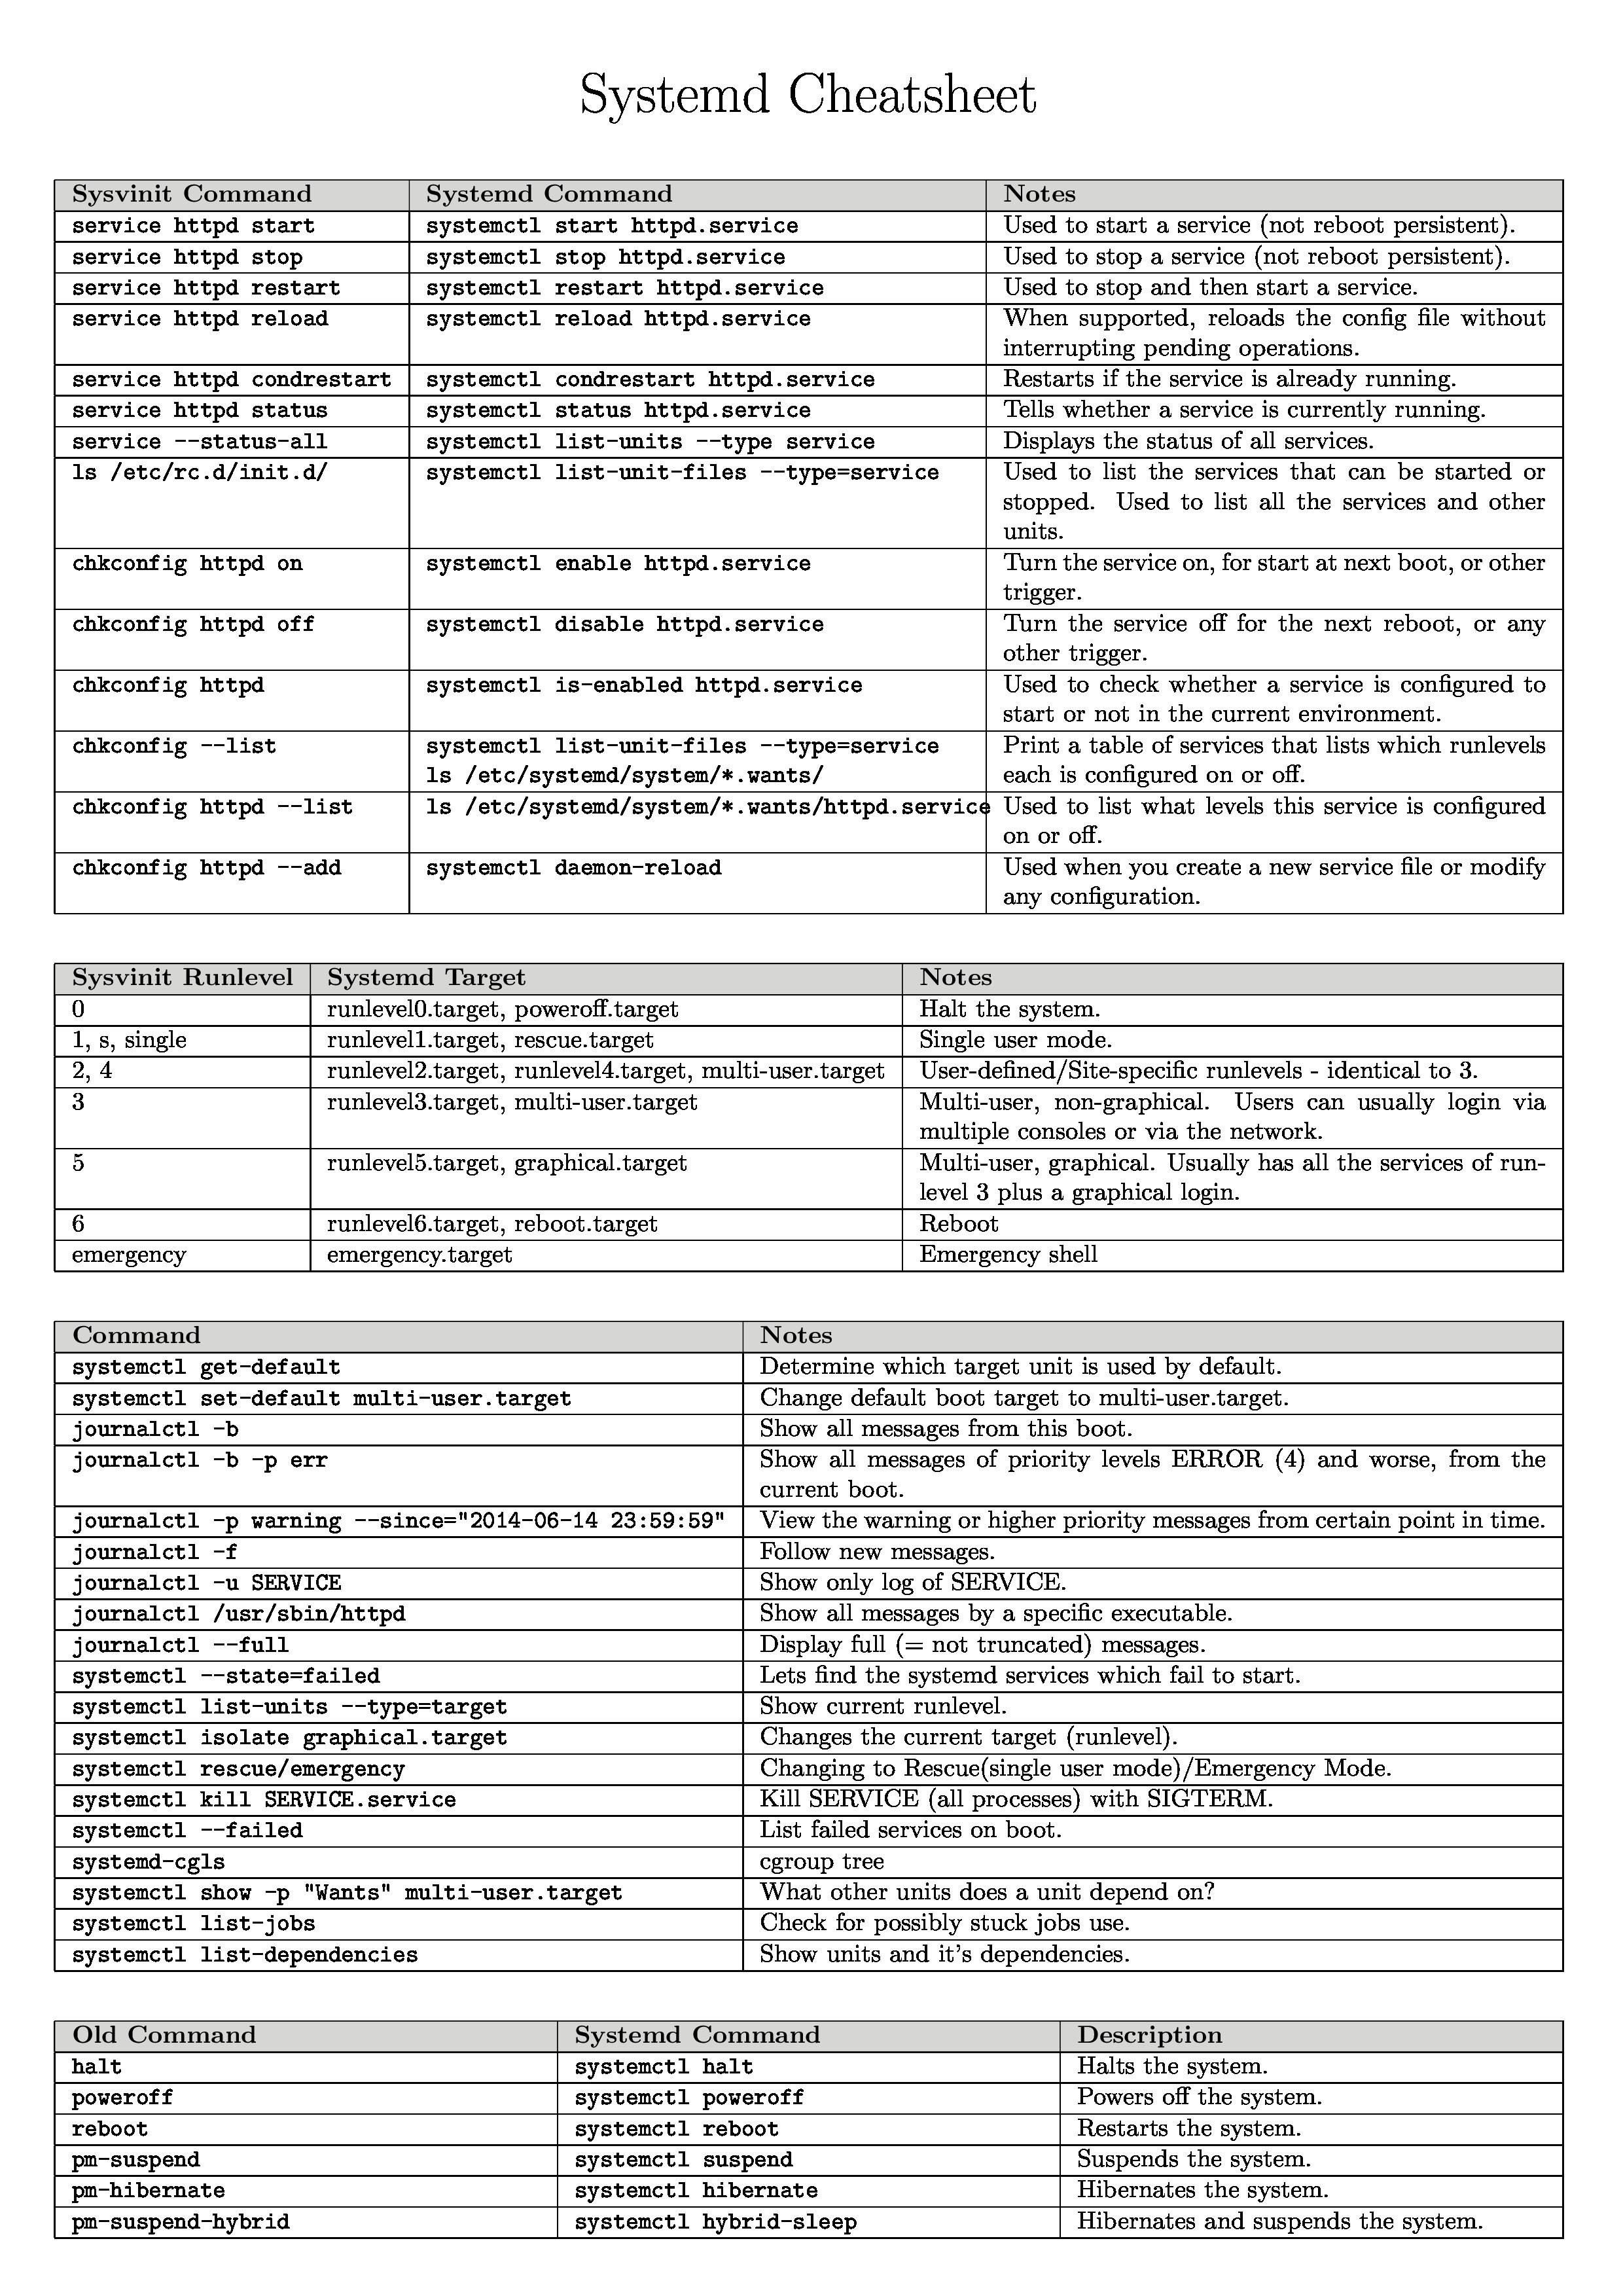 Systemd Cheatsheet
Sysvinit Command Systemd Command Notes
service httpd start systemctl start httpd.service Used to start a service (not reboot persistent).
service httpd stop systemctl stop httpd.service Used to stop a service (not reboot persistent).
service httpd restart systemctl restart httpd.service Used to stop and then start a service.
service httpd reload systemctl reload httpd.service When supported, reloads the config file without
interrupting pending operations.
service httpd condrestart systemctl condrestart httpd.service Restarts if the service is already running.
service httpd status systemctl status httpd.service Tells whether a service is currently running.
service --status-all systemctl list-units --type service Displays the status of all services.
ls /etc/rc.d/init.d/ systemctl list-unit-files --type=service Used to list the services that can be started or
stopped. Used to list all the services and other
units.
chkconfig httpd on systemctl enable httpd.service Turn the service on, for start at next boot, or other
trigger.
chkconfig httpd off systemctl disable httpd.service Turn the service off for the next reboot, or any
other trigger.
chkconfig httpd systemctl is-enabled httpd.service Used to check whether a service is configured to
start or not in the current environment.
chkconfig --list systemctl list-unit-files --type=service Print a table of services that lists which runlevels
ls /etc/systemd/system/*.wants/ each is configured on or off.
chkconfig httpd --list ls /etc/systemd/system/*.wants/httpd.service Used to list what levels this service is configured
on or off.
chkconfig httpd --add systemctl daemon-reload Used when you create a new service file or modify
any configuration.
Sysvinit Runlevel Systemd Target Notes
0 runlevel0.target, poweroff.target Halt the system.
1, s, single runlevel1.target, rescue.target Single user mode.
2, 4 runlevel2.target, runlevel4.target, multi-user.target User-defined/Site-specific runlevels - identical to 3.
3 runlevel3.target, multi-user.target Multi-user, non-graphical. Users can usually login via
multiple consoles or via the network.
5 runlevel5.target, graphical.target Multi-user, graphical. Usually has all the services of run-
level 3 plus a graphical login.
6 runlevel6.target, reboot.target Reboot
emergency emergency.target Emergency shell
Command Notes
systemctl get-default Determine which target unit is used by default.
systemctl set-default multi-user.target Change default boot target to multi-user.target.
journalctl -b Show all messages from this boot.
journalctl -b -p err Show all messages of priority levels ERROR (4) and worse, from the
current boot.
journalctl -p warning --since="2014-06-14 23:59:59" View the warning or higher priority messages from certain point in time.
journalctl -f Follow new messages.
journalctl -u SERVICE Show only log of SERVICE.
journalctl /usr/sbin/httpd Show all messages by a specific executable.
journalctl --full Display full (= not truncated) messages.
systemctl --state=failed Lets find the systemd services which fail to start.
systemctl list-units --type=target Show current runlevel.
systemctl isolate graphical.target Changes the current target (runlevel).
systemctl rescue/emergency Changing to Rescue(single user mode)/Emergency Mode.
systemctl kill SERVICE.service Kill SERVICE (all processes) with SIGTERM.
systemctl --failed List failed services on boot.
systemd-cgls cgroup tree
systemctl show -p "Wants" multi-user.target What other units does a unit depend on?
systemctl list-jobs Check for possibly stuck jobs use.
systemctl list-dependencies Show units and it's dependencies.
Old Command Systemd Command Description
halt systemctl halt Halts the system.
poweroff systemctl poweroff Powers off the system.
reboot systemctl reboot Restarts the system.
pm-suspend systemctl suspend Suspends the system.
pm-hibernate systemctl hibernate Hibernates the system.
pm-suspend-hybrid systemctl hybrid-sleep Hibernates and suspends the system.